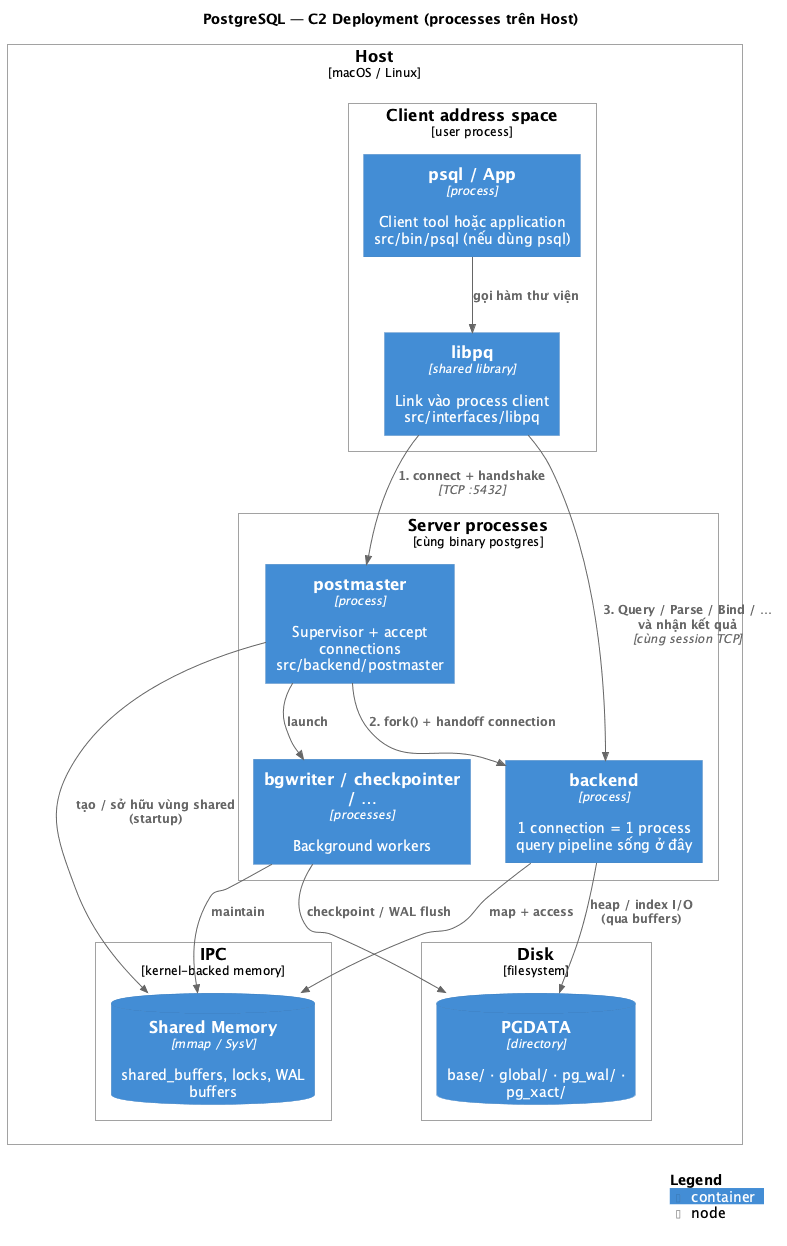 PostgreSQL — C2 Deployment (processes trên Host)
Host
[macOS / Linux]
Client address space
[user process]
psql / App
[process]
Client tool hoặc application
src/bin/psql (nếu dùng psql)
gọi hàm thư viện
libpq
[shared library]
Link vào process client
src/interfaces/libpq
1. connect + handshake
[TCP :5432]
Server processes
[cùng binary postgres]
postmaster
[process]
Supervisor + accept
connections
src/backend/postmaster
3. Query / Parse / Bind / ...
và nhận kết quả
[cùng session TCP]
launch
2. fork() + handoff connection
bgwriter / checkpointer
/ ...
[processes]
Background workers
backend
[process]
1 connection = 1 process
query pipeline sống ở đây
tạo / sở hữu vùng shared
(startup)
maintain
checkpoint / WAL flush
map + access
heap / index I/O
(qua buffers)
IPC
[kernel-backed memory]
Shared Memory
[mmap / SysV]
shared_buffers, locks, WAL
buffers
Disk
[filesystem]
PGDATA
[directory]
base/ · global/ · pg_wal/ ·
pg_xact/
Legend
container
node